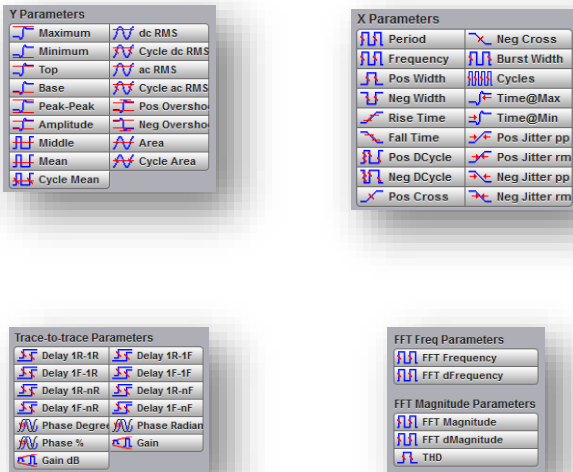 Y Parameters
Maximum dc RMS
Minimum Cycle dc RMS
Top ac RMS
Base Cycle ac RMS
Peak-Peak Pos Oversho
Amplitude Neg Oversho
Middle Area
Mean Cycle Area
Cycle Mean
X Parameters
Period Neg Cross
Frequency Burst Width
Pos Width Cycles
Neg Width Time@Max
Rise Time Time@Min
Fall Time Pos Jitter pp
Pos DCycle Pos Jitter rm
Neg DCycle Neg Jitter pp
Pos Cross Neg Jitter rm
Trace-to-trace Parameters
Delay 1R-1R Delay 1R-1F
Delay 1F-1R Delay 1F-1F
Delay 1R-nR Delay 1R-nF
Delay 1F-nR Delay 1F-nF
Phase Degree Phase Radian
Phase % Gain
Gain dB
FFT Freq Parameters
FFT Frequency
FFT dFrequency
FFT Magnitude Parameters
FFT Magnitude
FFT dMagnitude
THD